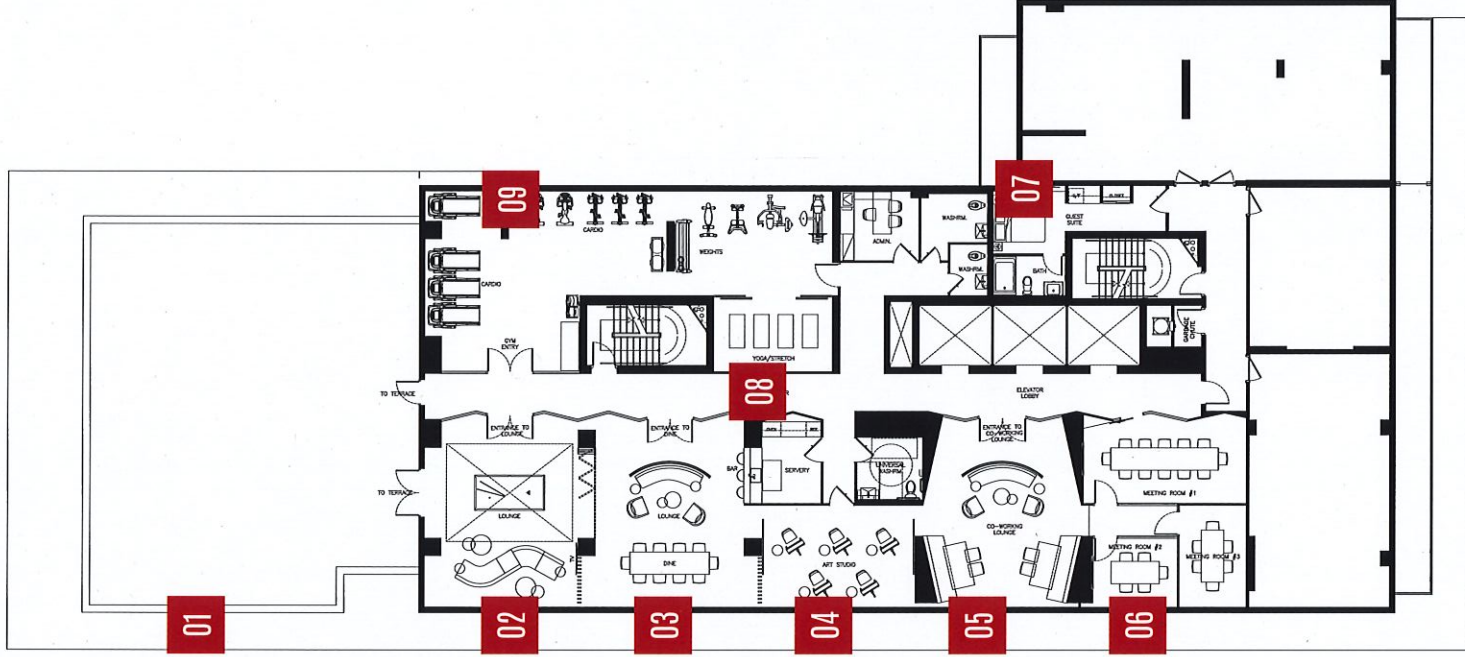 09
07
CARDIO
WEIGHTS
ADMIN.
WASHRM.
WASHRM.
GUEST
SUITE
BATH
CARDIO
GYM
ENTRY
YOGA/STRETCH
GARBAGE
CHUTE
08
TO TERRACE
ELEVATOR
LOBBY
ENTRANCE TO
LOUNGE
ENTRANCE TO
DINE
ENTRANCE TO
CO-WORKING
LOUNGE
BAR
SERVERY
UNIVERSAL
WASHRM.
TO TERRACE
LOUNGE
LOUNGE
MEETING ROOM #1
CO-WORKING
LOUNGE
TV
DINE
ART STUDIO
MEETING ROOM #2
MEETING ROOM #3
01
02
03
04
05
06